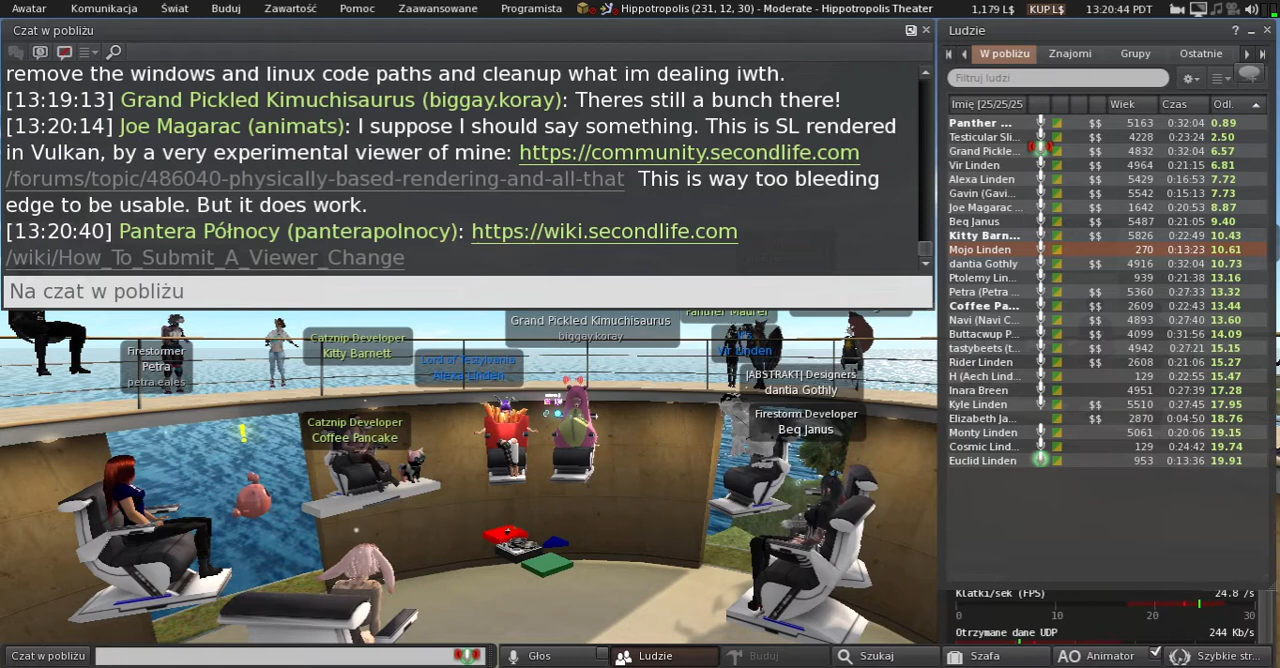 Awatar Komunikacja Świat Buduj Zawartość Pomoc Zaawansowane Programista Hippotropolis (231, 12, 30) - Moderate - Hippotropolis Theater 1,179 L$ KUP L$ 13:20:44 PDT
Czat w pobliżu
remove the windows and linux code paths and cleanup what im dealing iwth.
[13:19:13] Grand Pickled Kimuchisaurus (biggay.koray): Theres still a bunch there!
[13:20:14] Joe Magarac (animats): I suppose I should say something. This is SL rendered
in Vulkan, by a very experimental viewer of mine: https://community.secondlife.com
/forums/topic/486040-physically-based-rendering-and-all-that This is way too bleeding
edge to be usable. But it does work.
[13:20:40] Pantera Północy (panterapolnocy): https://wiki.secondlife.com
/wiki/How_To_Submit_A_Viewer_Change
Na czat w pobliżu
Firestormer
Petra
petra.eales
Catznip Developer
Kitty Barnett
Lord of Testylvania
Alexa Linden
Grand Pickled Kimuchisaurus
biggay.koray
Panther Maurer
Vir Linden
|ABSTRAKT| Designers
dantia Gothly
Firestorm Developer
Beq Janus
Catznip Developer
Coffee Pancake
Ludzie
W pobliżu Znajomi Grupy Ostatnie
Filtruj ludzi
Imię [25/25/25 Wiek Czas Odl.
Panther ... $$ 5163 0:32:04 0.89
Testicular Sli... $$ 4228 0:23:24 2.50
Grand Pickle... $$ 4832 0:32:04 6.57
Vir Linden $$ 4964 0:21:15 6.81
Alexa Linden $$ 5429 0:16:53 7.72
Gavin (Gavi ... $$ 5542 0:15:13 7.73
Joe Magarac ... $$ 1642 0:20:53 8.87
Beq Janus $$ 5487 0:21:05 9.40
Kitty Barn... $$ 5826 0:22:49 10.43
Mojo Linden 270 0:13:23 10.61
dantia Gothly $$ 4916 0:32:04 10.73
Ptolemy Lin... 939 0:21:38 13.16
Petra (Petra ... $$ 5360 0:27:33 13.32
Coffee Pa... $$ 2609 0:22:43 13.44
Navi (Navi C... $$ 4893 0:27:40 13.60
Buttacwup P... $$ 4099 0:31:56 14.09
tastybeets (t... $$ 4942 0:27:21 15.15
Rider Linden $$ 2608 0:21:06 15.27
H (Aech Lind... 129 0:22:55 15.47
Inara Breen 4951 0:27:39 17.28
Kyle Linden $$ 5510 0:27:45 17.95
Elizabeth Ja... $$ 2870 0:04:50 18.76
Monty Linden 5061 0:20:06 19.15
Cosmic Lind... 129 0:24:42 19.74
Euclid Linden 953 0:13:36 19.91
Klatki/sek (FPS) 24.8 /s
0 10 20 30
Otrzymane dane UDP 244 Kb/s
Czat w pobliżu Głos Ludzie Buduj Szukaj Szafa AO Animator Szybkie str...